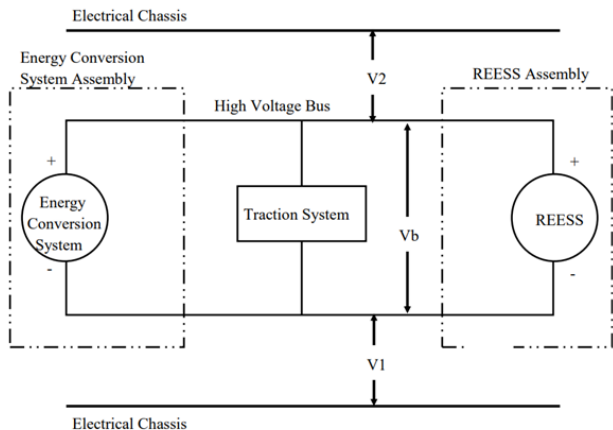 Electrical Chassis
Energy Conversion
System Assembly
V2
REESS Assembly
High Voltage Bus
+
+
Energy
Conversion
System
Traction System
Vb
REESS
-
-
V1
Electrical Chassis